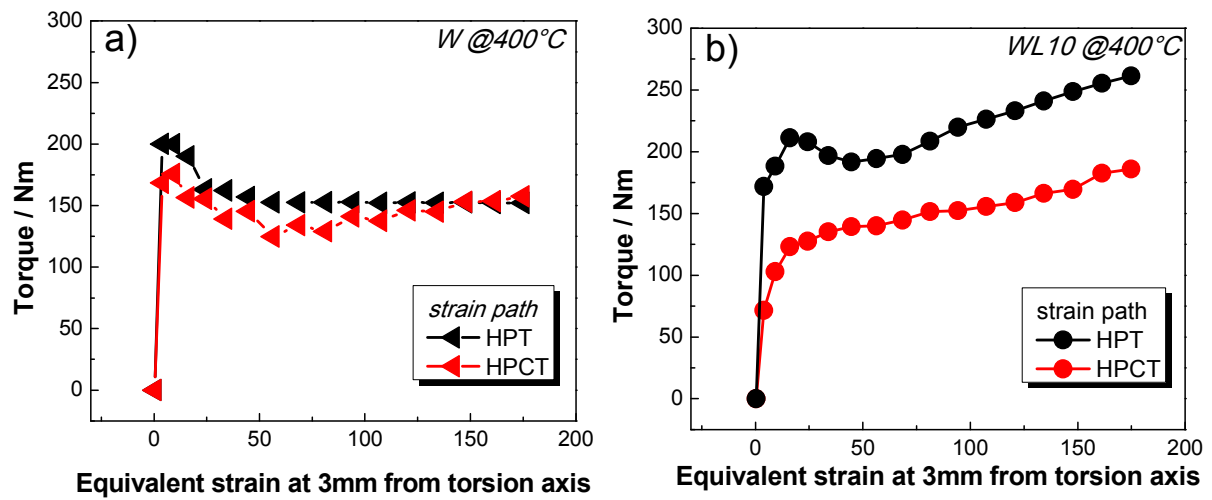 a)
W @400°C
300
250
200
150
100
50
0
Torque / Nm
strain path
HPT
HPCT
0 50 100 150 200
Equivalent strain at 3mm from torsion axis
b)
WL10 @400°C
300
250
200
150
100
50
0
Torque / Nm
strain path
HPT
HPCT
0 50 100 150 200
Equivalent strain at 3mm from torsion axis